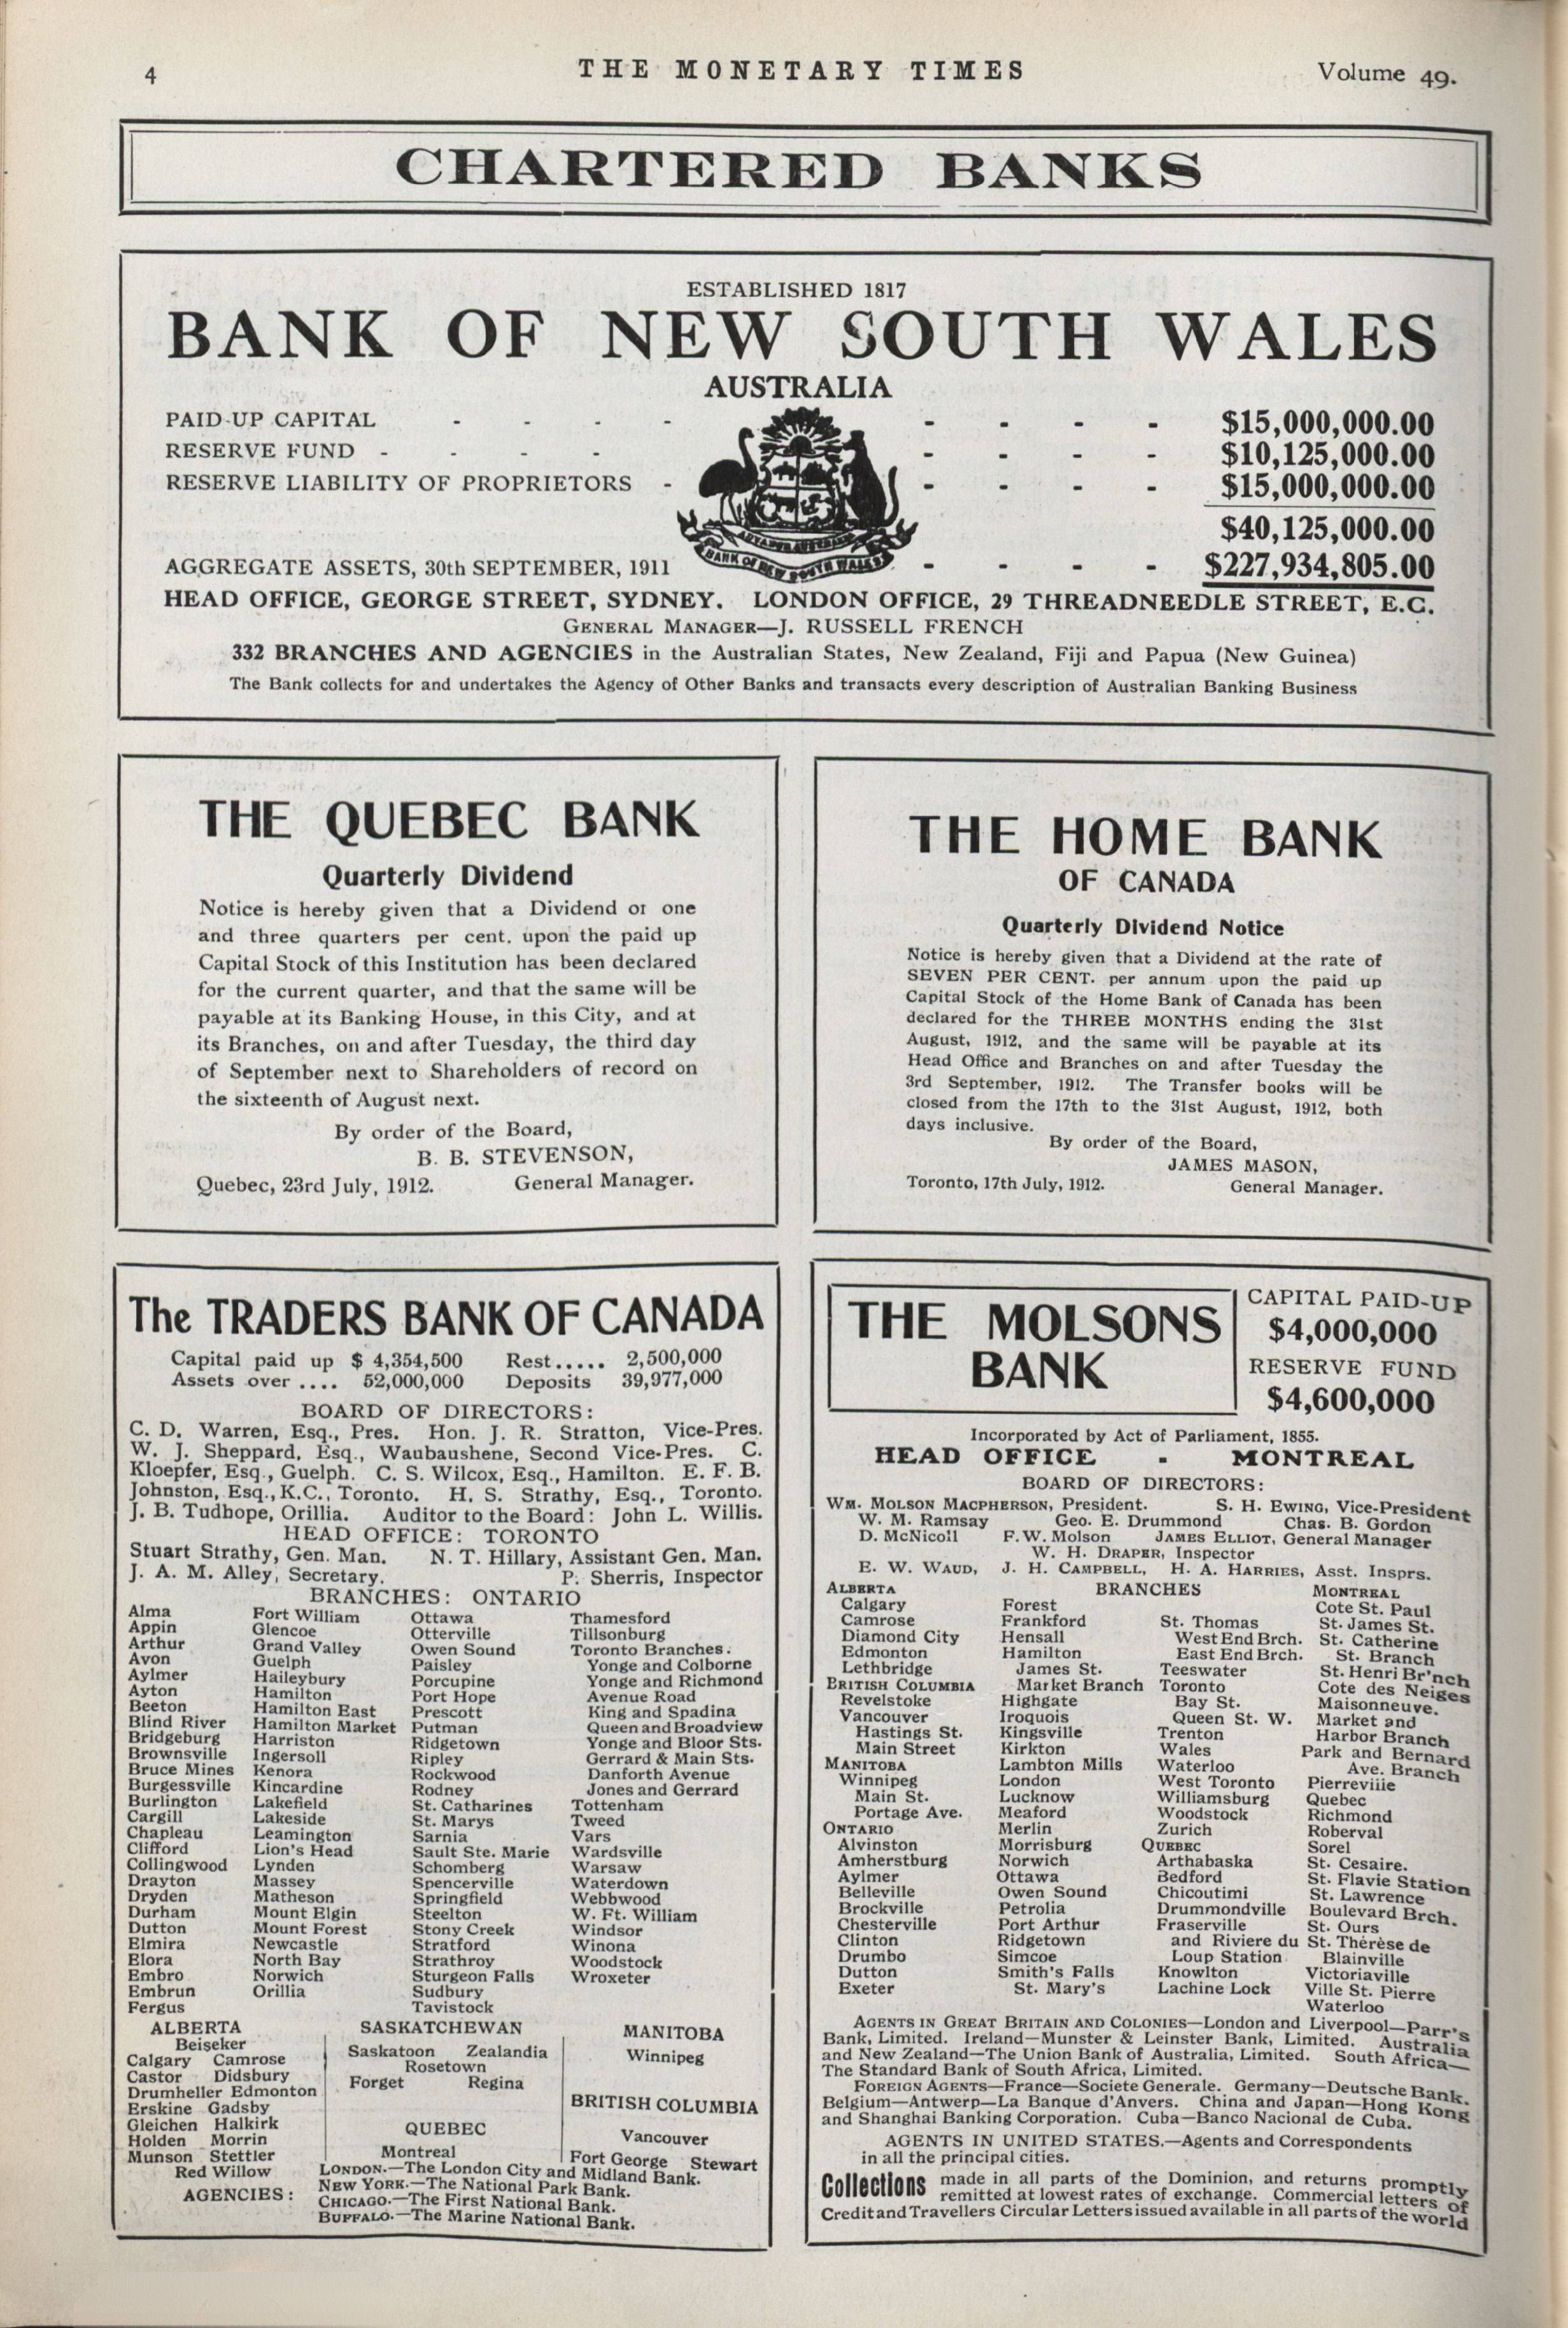 4
THE MONETARY TIMES
Volume 49.
CHARTERED BANKS
ESTABLISHED 1817
BANK OF NEW SOUTH WALES
AUSTRALIA
PAID-UP CAPITAL - - - - - - - - $15,000,000.00
RESERVE FUND - - - - - - - - $10,125,000.00
RESERVE LIABILITY OF PROPRIETORS - - - - - $15,000,000.00
$40,125,000.00
AGGREGATE ASSETS, 30th SEPTEMBER, 1911 - - - - $227,934,805.00
BANK OF NEW SOUTH WALES
HEAD OFFICE, GEORGE STREET, SYDNEY. LONDON OFFICE, 29 THREADNEEDLE STREET, E.C.
GENERAL MANAGER—J. RUSSELL FRENCH
332 BRANCHES AND AGENCIES in the Australian States, New Zealand, Fiji and Papua (New Guinea)
The Bank collects for and undertakes the Agency of Other Banks and transacts every description of Australian Banking Business
THE QUEBEC BANK
Quarterly Dividend
Notice is hereby given that a Dividend of one
and three quarters per cent. upon the paid up
Capital Stock of this Institution has been declared
for the current quarter, and that the same will be
payable at its Banking House, in this City, and at
its Branches, on and after Tuesday, the third day
of September next to Shareholders of record on
the sixteenth of August next.
By order of the Board,
B. B. STEVENSON,
Quebec, 23rd July, 1912. General Manager.
THE HOME BANK
OF CANADA
Quarterly Dividend Notice
Notice is hereby given that a Dividend at the rate of
SEVEN PER CENT. per annum upon the paid up
Capital Stock of the Home Bank of Canada has been
declared for the THREE MONTHS ending the 31st
August, 1912, and the same will be payable at its
Head Office and Branches on and after Tuesday the
3rd September, 1912. The Transfer books will be
closed from the 17th to the 31st August, 1912, both
days inclusive.
By order of the Board,
JAMES MASON,
Toronto, 17th July, 1912. General Manager.
The TRADERS BANK OF CANADA
Capital paid up $ 4,354,500 Rest..... 2,500,000
Assets over .... 52,000,000 Deposits 39,977,000
BOARD OF DIRECTORS:
C. D. Warren, Esq., Pres. Hon. J. R. Stratton, Vice-Pres.
W. J. Sheppard, Esq., Waubaushene, Second Vice-Pres. C.
Kloepfer, Esq., Guelph. C. S. Wilcox, Esq., Hamilton. E. F. B.
Johnston, Esq., K.C., Toronto. H. S. Strathy, Esq., Toronto.
J. B. Tudhope, Orillia. Auditor to the Board: John L. Willis.
HEAD OFFICE: TORONTO
Stuart Strathy, Gen. Man. N. T. Hillary, Assistant Gen. Man.
J. A. M. Alley, Secretary. P. Sherris, Inspector
BRANCHES: ONTARIO
Alma
Appin
Arthur
Avon
Aylmer
Ayton
Beeton
Blind River
Bridgeburg
Brownsville
Bruce Mines
Burgessville
Burlington
Cargill
Chapleau
Clifford
Collingwood
Drayton
Dryden
Durham
Dutton
Elmira
Elora
Embro
Embrun
Fergus
Fort William
Glencoe
Grand Valley
Guelph
Haileybury
Hamilton
Hamilton East
Hamilton Market
Harriston
Ingersoll
Kenora
Kincardine
Lakefield
Lakeside
Leamington
Lion's Head
Lynden
Massey
Matheson
Mount Elgin
Mount Forest
Newcastle
North Bay
Norwich
Orillia
Ottawa
Otterville
Owen Sound
Paisley
Porcupine
Port Hope
Prescott
Putman
Ridgetown
Ripley
Rockwood
Rodney
St. Catharines
St. Marys
Sarnia
Sault Ste. Marie
Schomberg
Spencerville
Springfield
Steelton
Stony Creek
Stratford
Strathroy
Sturgeon Falls
Sudbury
Tavistock
Thamesford
Tillsonburg
Toronto Branches:
Yonge and Colborne
Yonge and Richmond
Avenue Road
King and Spadina
Queen and Broadview
Yonge and Bloor Sts.
Gerrard & Main Sts.
Danforth Avenue
Jones and Gerrard
Tottenham
Tweed
Vars
Wardsville
Warsaw
Waterdown
Webbwood
W. Ft. William
Windsor
Winona
Woodstock
Wroxeter
ALBERTA
Beiseker
Calgary Camrose
Castor Didsbury
Drumheller Edmonton
Erskine Gadsby
Gleichen Halkirk
Holden Morrin
Munson Stettler
Red Willow
SASKATCHEWAN
Saskatoon Zealandia
Rosetown
Forget Regina
QUEBEC
Montreal
MANITOBA
Winnipeg
BRITISH COLUMBIA
Vancouver
Fort George Stewart
AGENCIES:
LONDON.—The London City and Midland Bank.
NEW YORK.—The National Park Bank.
CHICAGO.—The First National Bank.
BUFFALO.—The Marine National Bank.
THE MOLSONS
BANK
CAPITAL PAID-UP
$4,000,000
RESERVE FUND
$4,600,000
Incorporated by Act of Parliament, 1855.
HEAD OFFICE - MONTREAL
BOARD OF DIRECTORS:
WM. MOLSON MACPHERSON, President. S. H. EWING, Vice-President
W. M. Ramsay Geo. E. Drummond Chas. B. Gordon
D. McNicoll F. W. Molson JAMES ELLIOT, General Manager
W. H. DRAPER, Inspector
E. W. WAUD, J. H. CAMPBELL, H. A. HARRIES, Asst. Insprs.
BRANCHES
ALBERTA
Calgary
Camrose
Diamond City
Edmonton
Lethbridge
BRITISH COLUMBIA
Revelstoke
Vancouver
Hastings St.
Main Street
MANITOBA
Winnipeg
Main St.
Portage Ave.
ONTARIO
Alvinston
Amherstburg
Aylmer
Belleville
Brockville
Chesterville
Clinton
Drumbo
Dutton
Exeter
Forest
Frankford
Hensall
Hamilton
James St.
Market Branch
Highgate
Iroquois
Kingsville
Kirkton
Lambton Mills
London
Lucknow
Meaford
Merlin
Morrisburg
Norwich
Ottawa
Owen Sound
Petrolia
Port Arthur
Ridgetown
Simcoe
Smith's Falls
St. Mary's
St. Thomas
West End Brch.
East End Brch.
Teeswater
Toronto
Bay St.
Queen St. W.
Trenton
Wales
Waterloo
West Toronto
Williamsburg
Woodstock
Zurich
QUEBEC
Arthabaska
Bedford
Chicoutimi
Drummondville
Fraserville
and Riviere du
Loup Station
Knowlton
Lachine Lock
MONTREAL
Cote St. Paul
St. James St.
St. Catherine
St. Branch
St. Henri Br'nch
Cote des Neiges
Maisonneuve.
Market and
Harbor Branch
Park and Bernard
Ave. Branch
Pierreville
Quebec
Richmond
Roberval
Sorel
St. Cesaire.
St. Flavie Station
St. Lawrence
Boulevard Brch.
St. Ours
St. Thérèse de
Blainville
Victoriaville
Ville St. Pierre
Waterloo
AGENTS IN GREAT BRITAIN AND COLONIES—London and Liverpool—Parr's
Bank, Limited. Ireland—Munster & Leinster Bank, Limited. Australia
and New Zealand—The Union Bank of Australia, Limited. South Africa—
The Standard Bank of South Africa, Limited.
FOREIGN AGENTS—France—Societe Generale. Germany—Deutsche Bank.
Belgium—Antwerp—La Banque d'Anvers. China and Japan—Hong Kong
and Shanghai Banking Corporation. Cuba—Banco Nacional de Cuba.
AGENTS IN UNITED STATES.—Agents and Correspondents
in all the principal cities.
Collections made in all parts of the Dominion, and returns promptly
remitted at lowest rates of exchange. Commercial letters of
Credit and Travellers Circular Letters issued available in all parts of the world